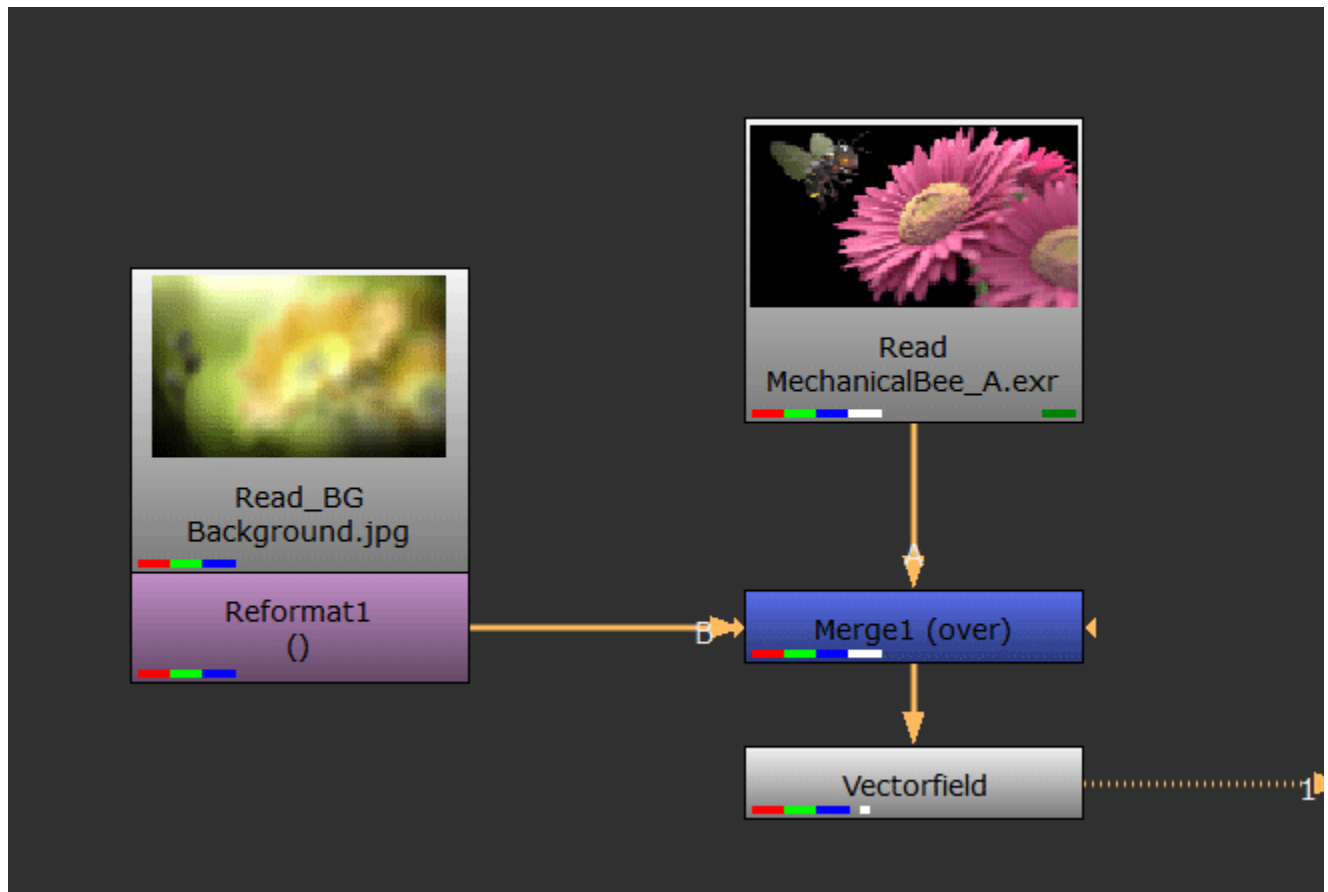 Read
MechanicalBee_A.exr
Read_BG
Background.jpg
A
Reformat1
()
B
Merge1 (over)
Vectorfield
1